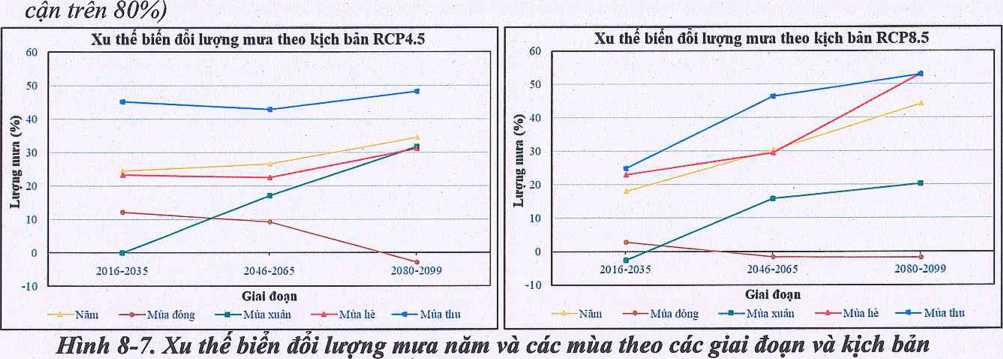 cận trên 80%)
Xu thế biến đổi lượng mưa theo kịch bản RCP4.5
60
50
40
30
20
10
0
-10
Lượng mưa (%)
2016-2035
2046-2065
2080-2099
Giai đoạn
Năm
Mùa đông
Mùa xuân
Mùa hè
Mùa thu
Xu thế biến đổi lượng mưa theo kịch bản RCP8.5
60
50
40
30
20
10
0
-10
Lượng mưa (%)
2016-2035
2046-2065
2080-2099
Giai đoạn
Năm
Mùa đông
Mùa xuân
Mùa hè
Mùa thu
Hình 8-7. Xu thế biến đổi lượng mưa năm và các mùa theo các giai đoạn và kịch bản